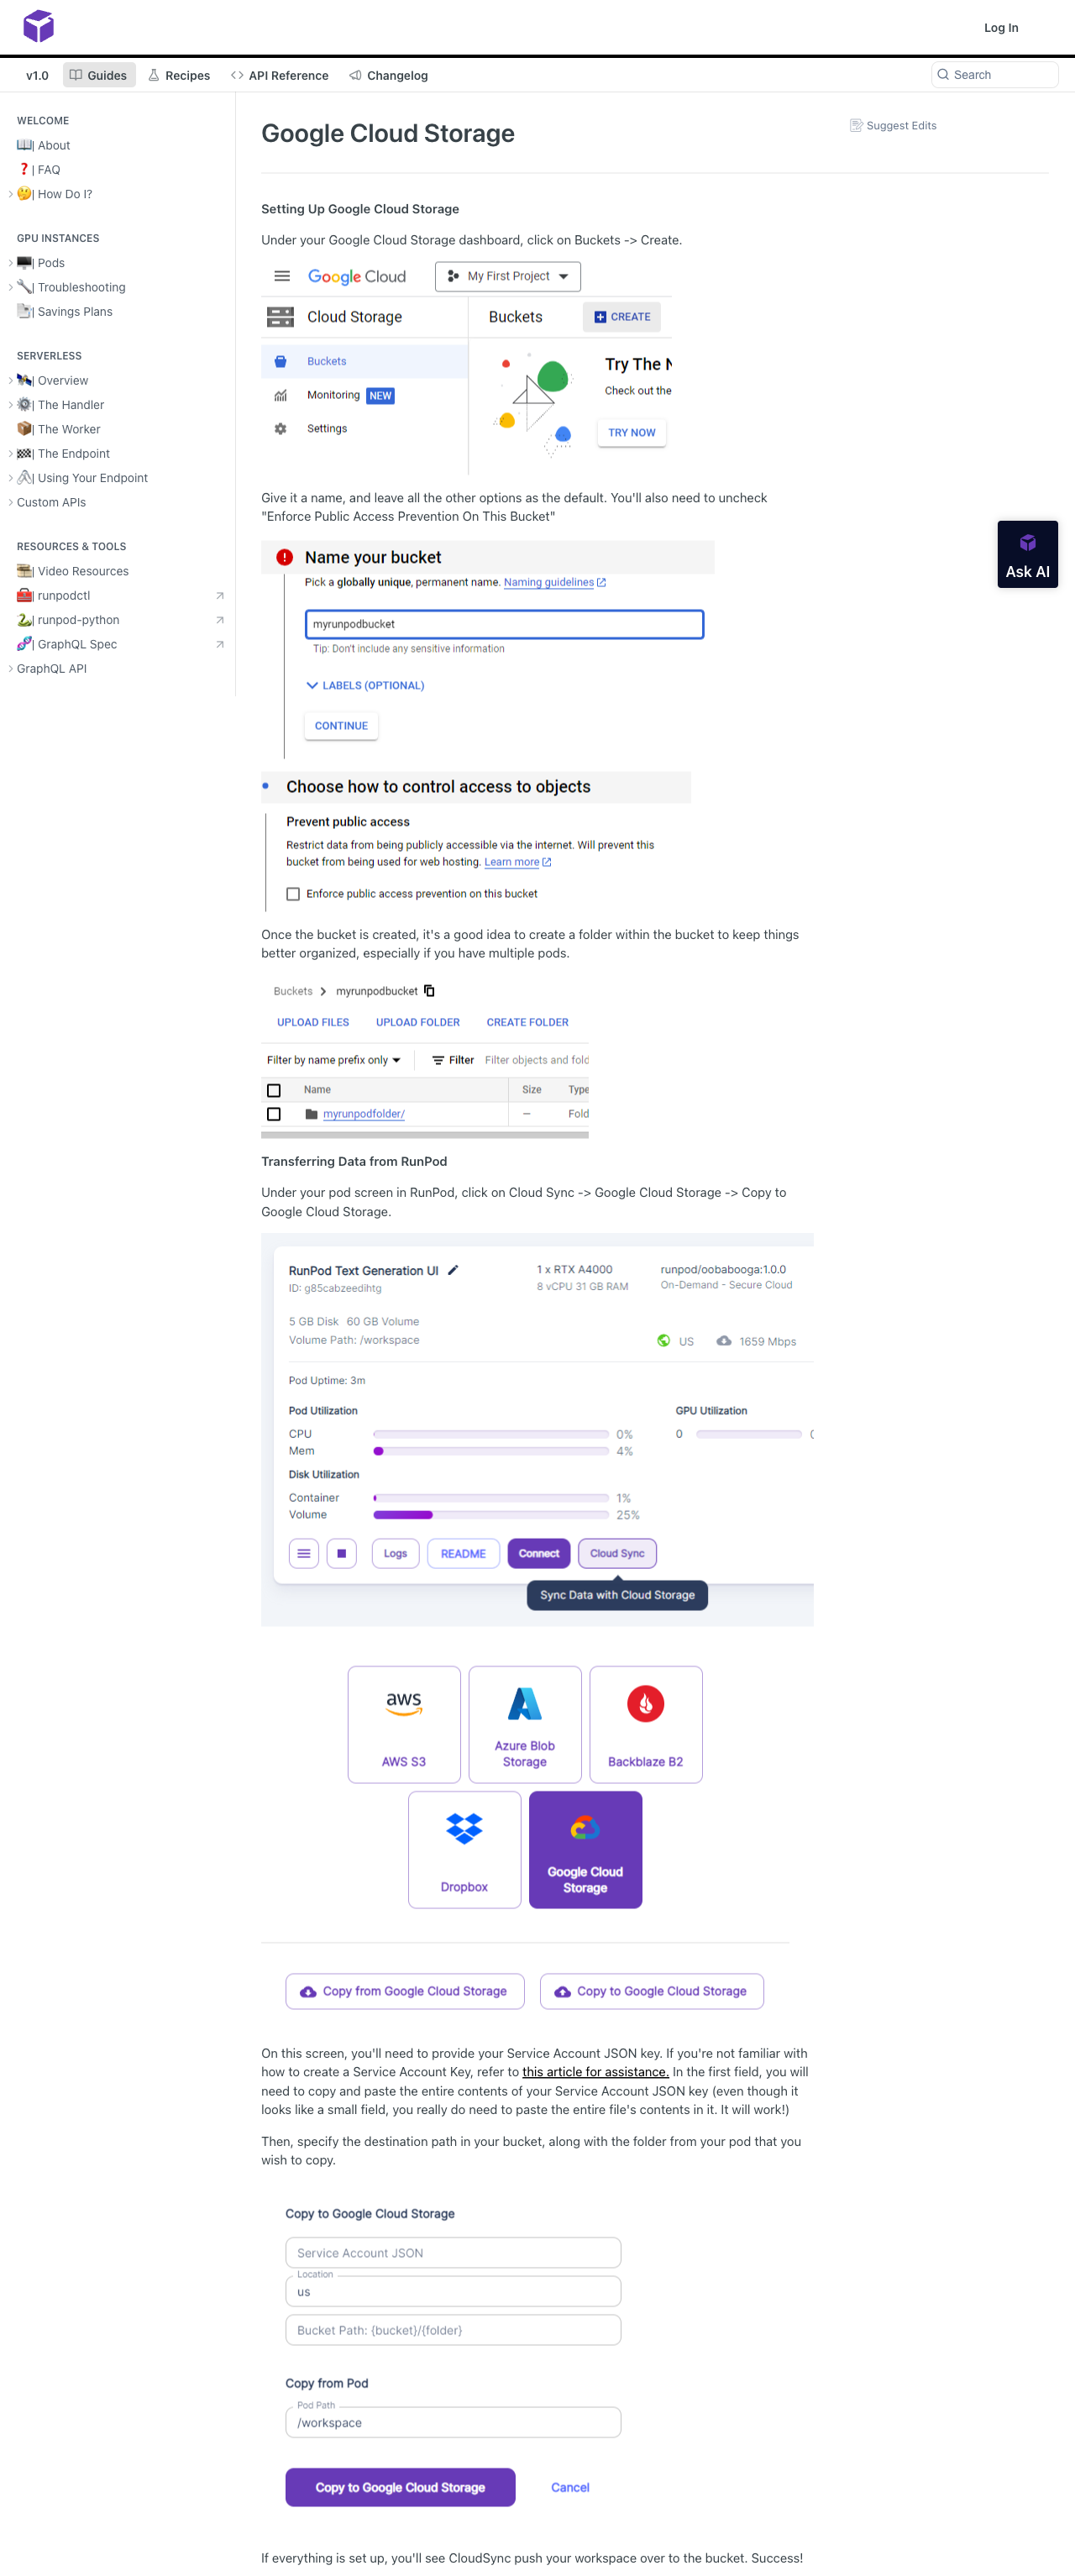 Log In
v1.0
Guides
Recipes
API Reference
Changelog
Search
WELCOME
| About
| FAQ
| How Do I?
GPU INSTANCES
| Pods
| Troubleshooting
| Savings Plans
SERVERLESS
| Overview
| The Handler
| The Worker
| The Endpoint
| Using Your Endpoint
Custom APIs
RESOURCES & TOOLS
| Video Resources
| runpodctl
| runpod-python
| GraphQL Spec
GraphQL API
Google Cloud Storage
Suggest Edits
Setting Up Google Cloud Storage
Under your Google Cloud Storage dashboard, click on Buckets -> Create.
Google Cloud
My First Project
Cloud Storage
Buckets
CREATE
Buckets
Monitoring NEW
Settings
Try The N
Check out the
TRY NOW
Give it a name, and leave all the other options as the default. You'll also need to uncheck
"Enforce Public Access Prevention On This Bucket"
Name your bucket
Pick a globally unique, permanent name. Naming guidelines
myrunpodbucket
Tip: Don't include any sensitive information
LABELS (OPTIONAL)
CONTINUE
Choose how to control access to objects
Prevent public access
Restrict data from being publicly accessible via the internet. Will prevent this
bucket from being used for web hosting. Learn more
Enforce public access prevention on this bucket
Ask AI
Once the bucket is created, it's a good idea to create a folder within the bucket to keep things
better organized, especially if you have multiple pods.
Buckets > myrunpodbucket
UPLOAD FILES UPLOAD FOLDER CREATE FOLDER
Filter by name prefix only Filter Filter objects and fold
Name Size Type
myrunpodfolder/ — Fold
Transferring Data from RunPod
Under your pod screen in RunPod, click on Cloud Sync -> Google Cloud Storage -> Copy to
Google Cloud Storage.
RunPod Text Generation UI
ID: g85cabzeedihtg
1 x RTX A4000
8 vCPU 31 GB RAM
runpod/oobabooga:1.0.0
On-Demand - Secure Cloud
5 GB Disk 60 GB Volume
Volume Path: /workspace
US 1659 Mbps
Pod Uptime: 3m
Pod Utilization
GPU Utilization
CPU 0%
0
Mem 4%
Disk Utilization
Container 1%
Volume 25%
Logs README Connect Cloud Sync
Sync Data with Cloud Storage
aws
AWS S3
Azure Blob
Storage
Backblaze B2
Dropbox
Google Cloud
Storage
Copy from Google Cloud Storage
Copy to Google Cloud Storage
On this screen, you'll need to provide your Service Account JSON key. If you're not familiar with
how to create a Service Account Key, refer to this article for assistance. In the first field, you will
need to copy and paste the entire contents of your Service Account JSON key (even though it
looks like a small field, you really do need to paste the entire file's contents in it. It will work!)
Then, specify the destination path in your bucket, along with the folder from your pod that you
wish to copy.
Copy to Google Cloud Storage
Service Account JSON
Location
us
Bucket Path: {bucket}/{folder}
Copy from Pod
Pod Path
/workspace
Copy to Google Cloud Storage
Cancel
If everything is set up, you'll see CloudSync push your workspace over to the bucket. Success!